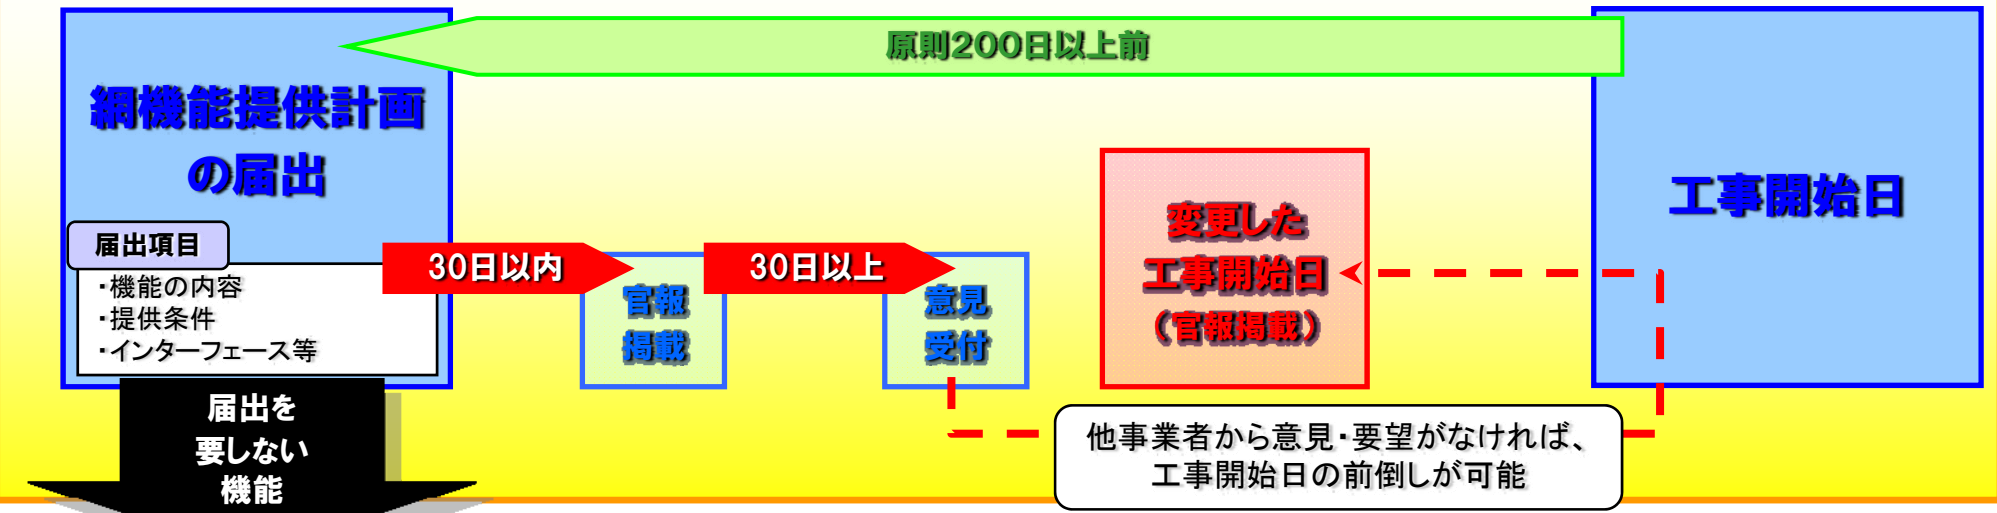 原則200日以上前
網機能提供計画
の届出
届出項目
・機能の内容
・提供条件
・インターフェース等
30日以内
官報
掲載
30日以上
意見
受付
変更した
工事開始日
（官報掲載）
工事開始日
他事業者から意見・要望がなければ、
工事開始日の前倒しが可能
届出を
要しない
機能